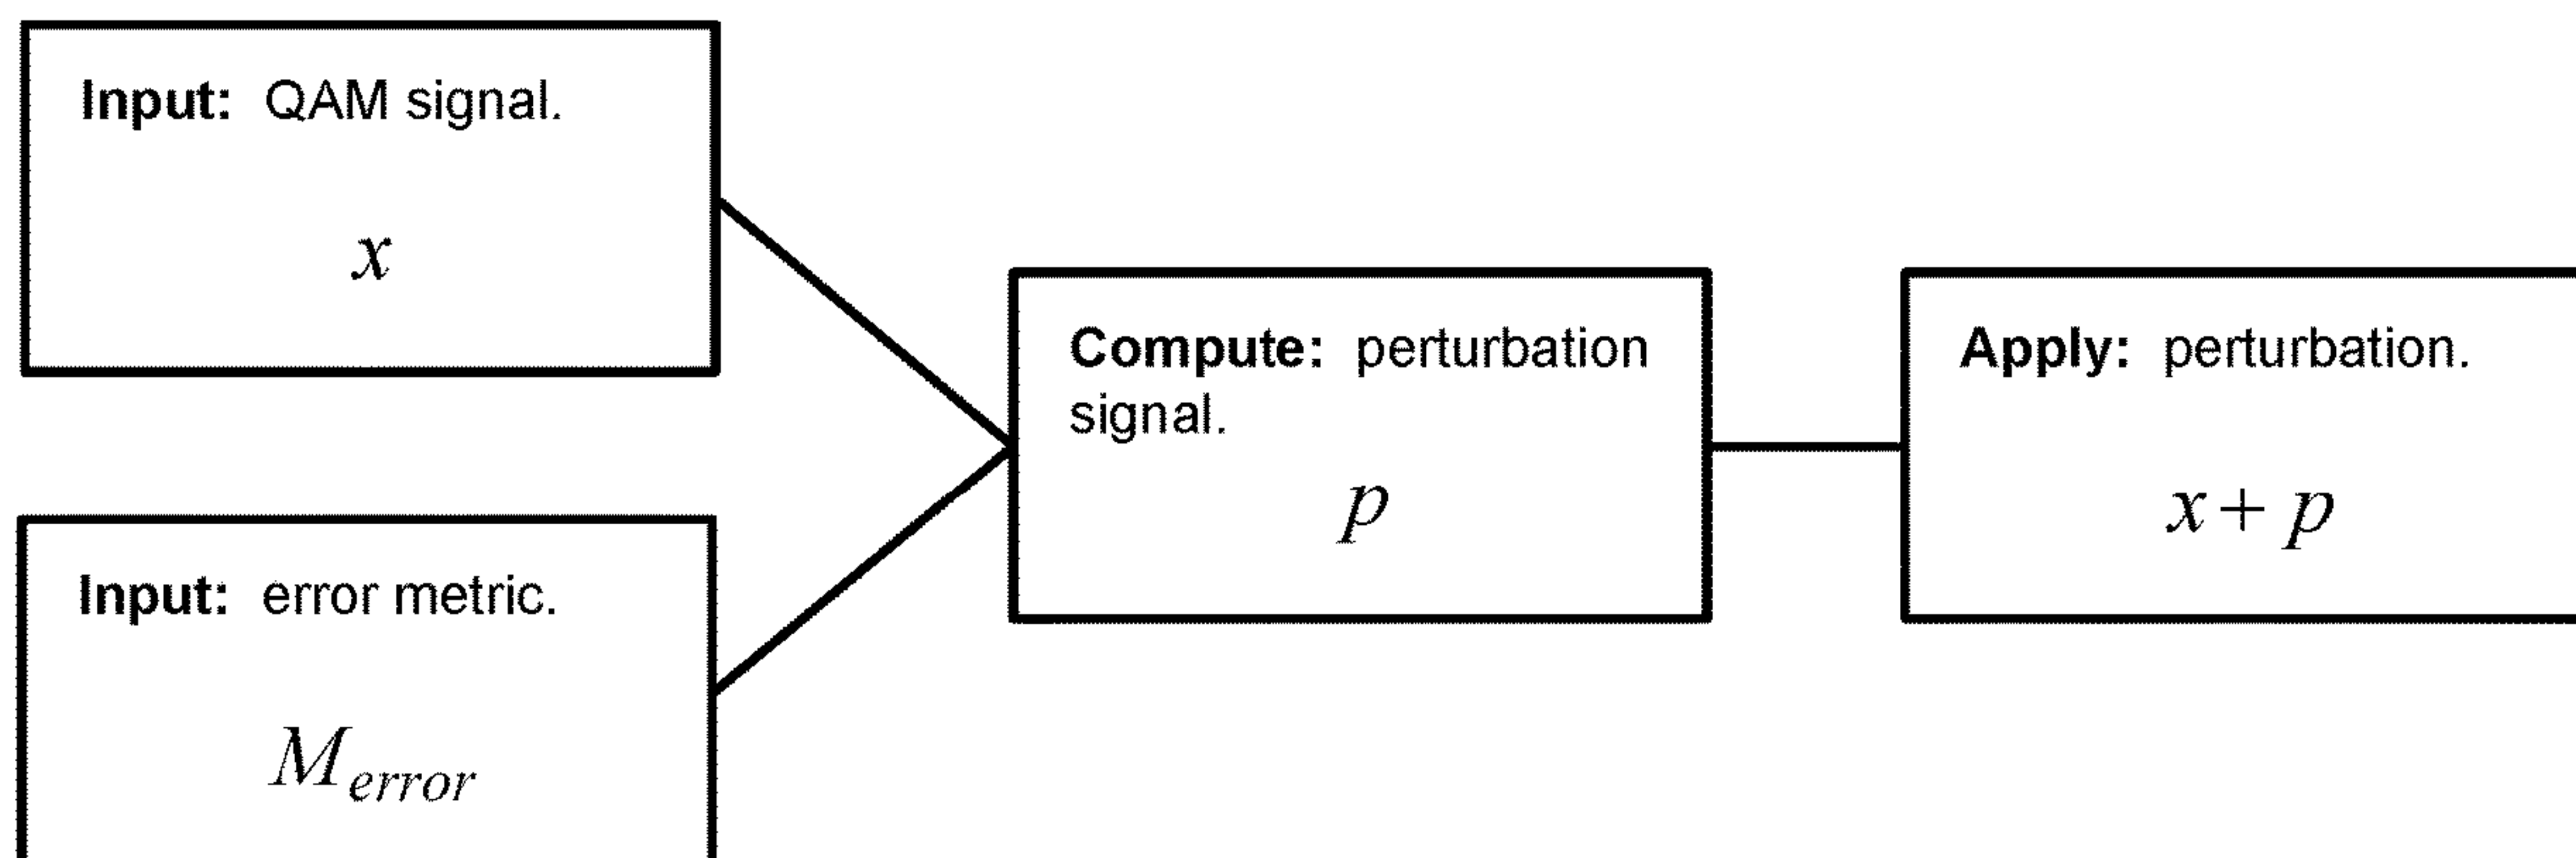 Input: QAM signal.
x
Input: error metric.
M_error
Compute: perturbation
signal.
p
Apply: perturbation.
x + p